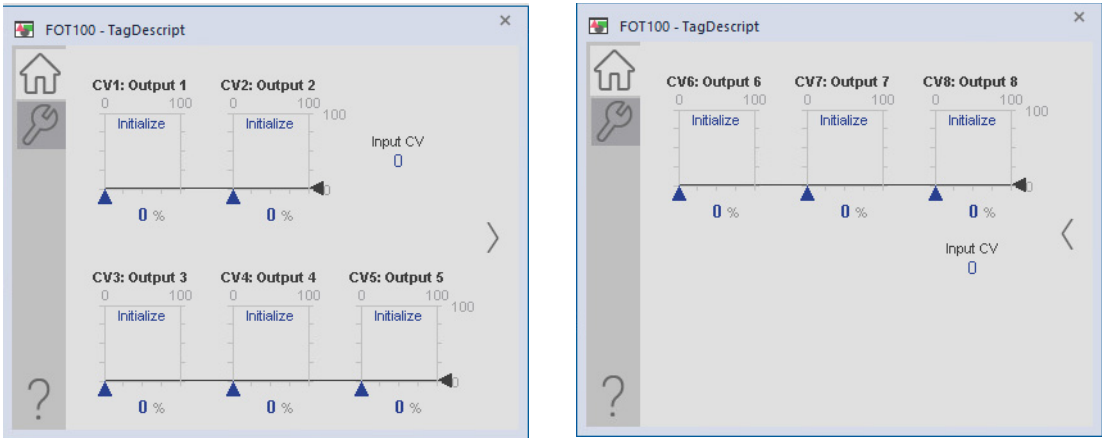 FOT100 - TagDescript
CV1: Output 1 CV2: Output 2
0 100 0 100
100
Initialize Initialize
Input CV
0
0
0 % 0 %
CV3: Output 3 CV4: Output 4 CV5: Output 5
0 100 0 100 0 100
100
Initialize Initialize Initialize
0
0 % 0 % 0 %
?
FOT100 - TagDescript
CV6: Output 6 CV7: Output 7 CV8: Output 8
0 100 0 100 0 100
100
Initialize Initialize Initialize
0
0 % 0 % 0 %
Input CV
0
?